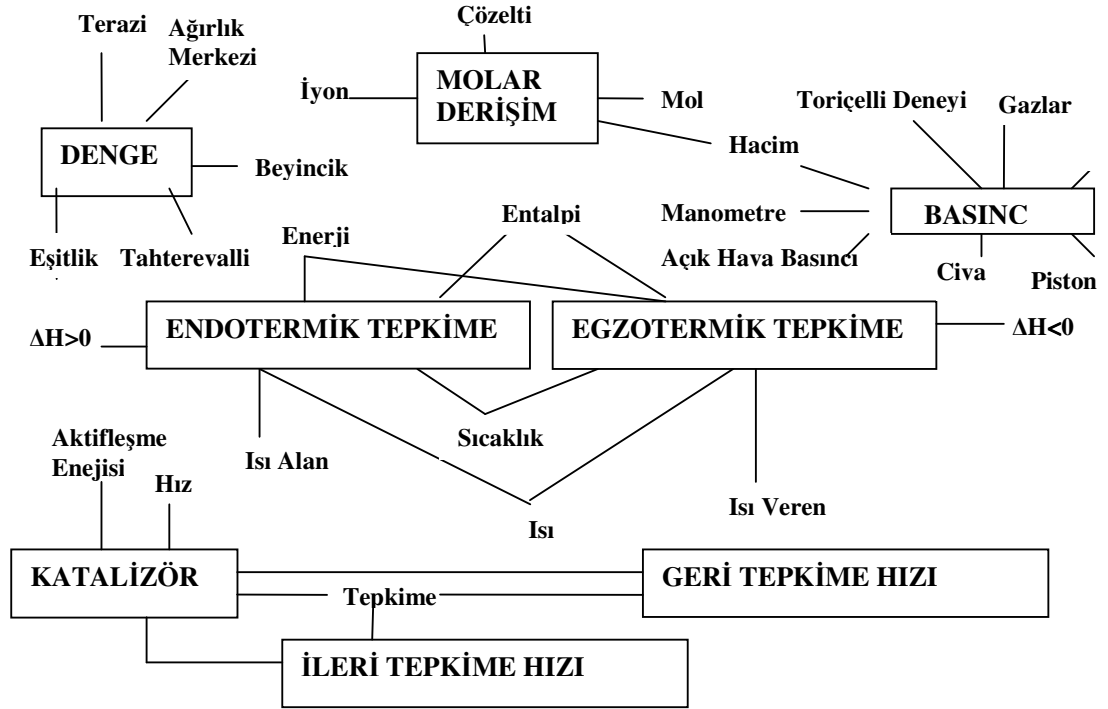 Terazi
Ağırlık
Merkezi
Çözelti
İyon
MOLAR
DERİŞİM
Mol
Toriçelli Deneyi
Gazlar
DENGE
Hacim
Beyincik
Entalpi
Manometre
BASINC
Enerji
Eşitlik
Tahterevalli
Açık Hava Basıncı
Civa
Piston
ΔH>0
ENDOTERMİK TEPKİME
EGZOTERMİK TEPKİME
ΔH<0
Aktifleşme
Enejisi
Sıcaklık
Isı Alan
Hız
Isı Veren
Isı
KATALİZÖR
GERİ TEPKİME HIZI
Tepkime
İLERİ TEPKİME HIZI